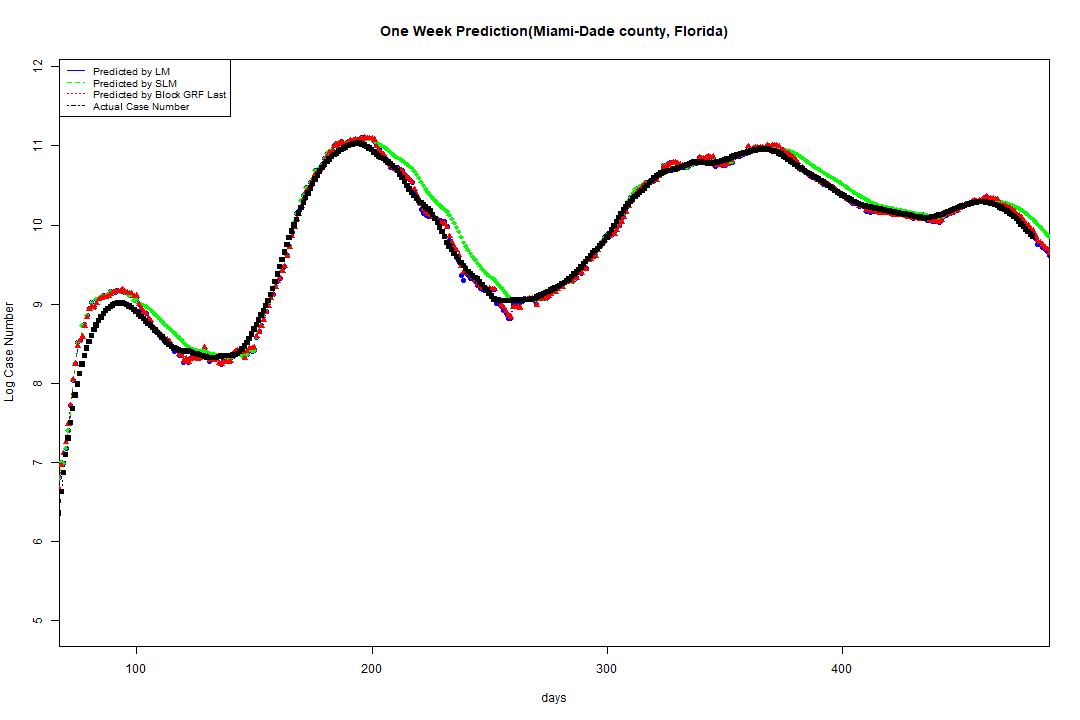 One Week Prediction(Miami-Dade county, Florida)
Predicted by LM
Predicted by SLM
Predicted by Block GRF Last
Actual Case Number
12
11
10
9
8
7
6
5
Log Case Number
100 200 300 400
days